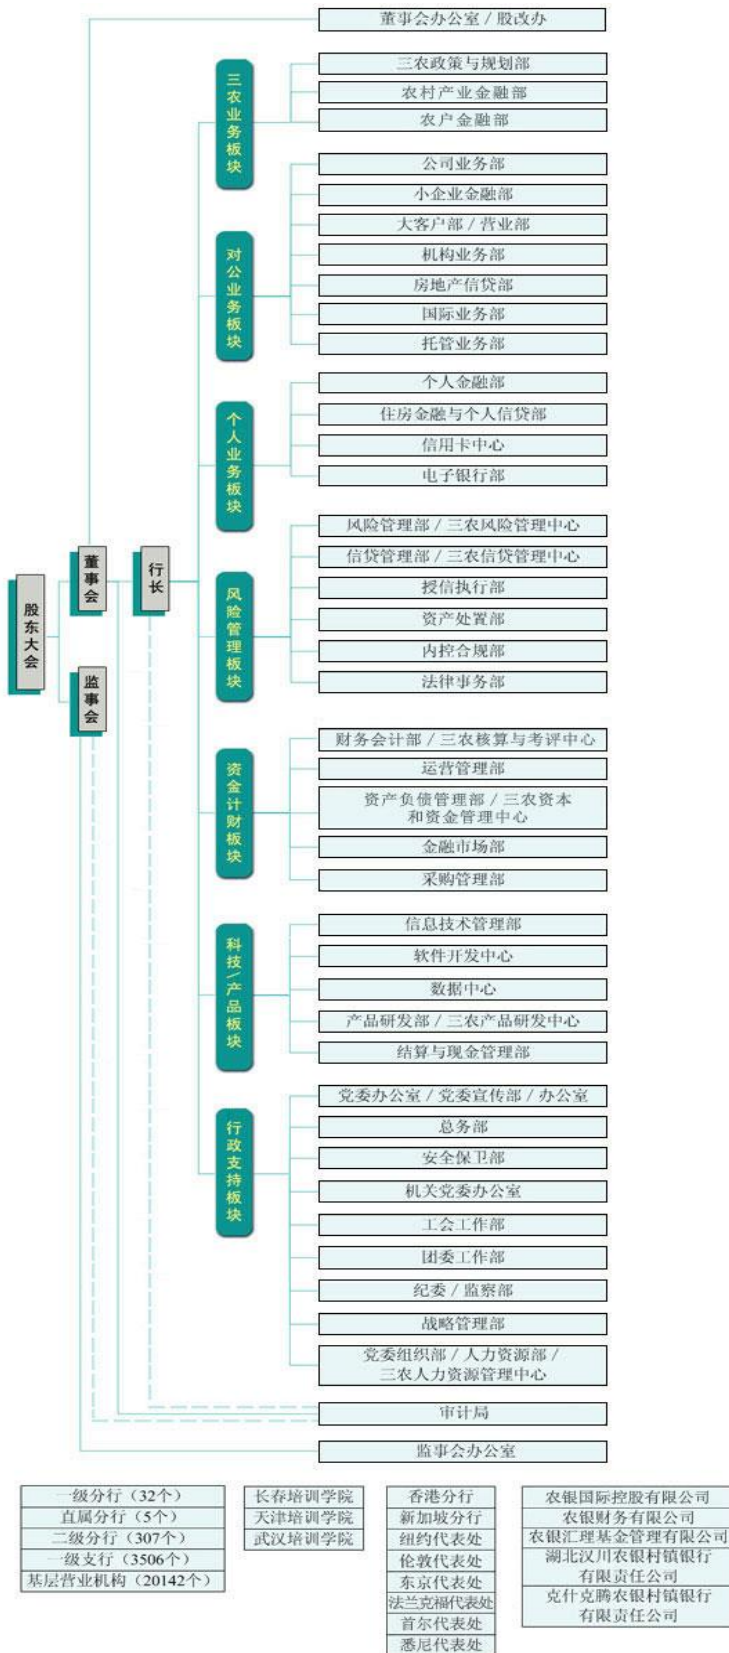 董事会办公室 / 股改办
三农业务板块
三农政策与规划部
农村产业金融部
农户金融部
对公业务板块
公司业务部
小企业金融部
大客户部 / 营业部
机构业务部
房地产信贷部
国际业务部
托管业务部
个人业务板块
个人金融部
住房金融与个人信贷部
信用卡中心
电子银行部
股东大会
董事会
监事会
行长
风险管理板块
风险管理部 / 三农风险管理中心
信贷管理部 / 三农信贷管理中心
授信执行部
资产处置部
内控合规部
法律事务部
资金计财板块
财务会计部 / 三农核算与考评中心
运营管理部
资产负债管理部 / 三农资本
和资金管理中心
金融市场部
采购管理部
科技\产品板块
信息技术管理部
软件开发中心
数据中心
产品研发部 / 三农产品研发中心
结算与现金管理部
行政支持板块
党委办公室 / 党委宣传部 / 办公室
总务部
安全保卫部
机关党委办公室
工会工作部
团委工作部
纪委 / 监察部
战略管理部
党委组织部 / 人力资源部 /
三农人力资源管理中心
审计局
监事会办公室
一级分行（32个）
直属分行（5个）
二级分行（307个）
一级支行（3506个）
基层营业机构（20142个）
长春培训学院
天津培训学院
武汉培训学院
香港分行
新加坡分行
纽约代表处
伦敦代表处
东京代表处
法兰克福代表处
首尔代表处
悉尼代表处
农银国际控股有限公司
农银财务有限公司
农银汇理基金管理有限公司
湖北汉川农银村镇银行
有限责任公司
克什克腾农银村镇银行
有限责任公司